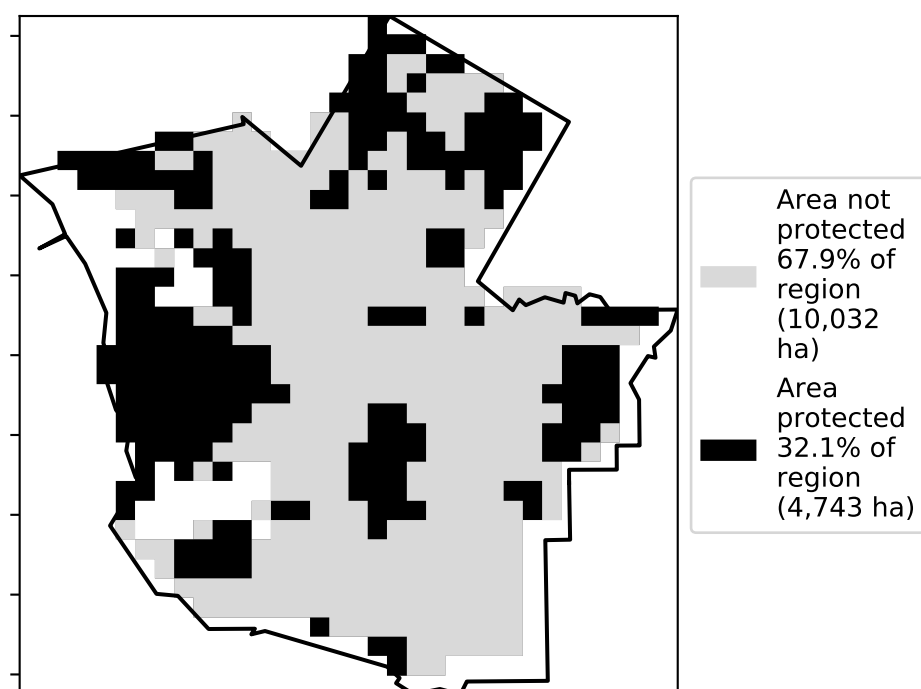 Area not
protected
67.9% of
region
(10,032
ha)
Area
protected
32.1% of
region
(4,743 ha)